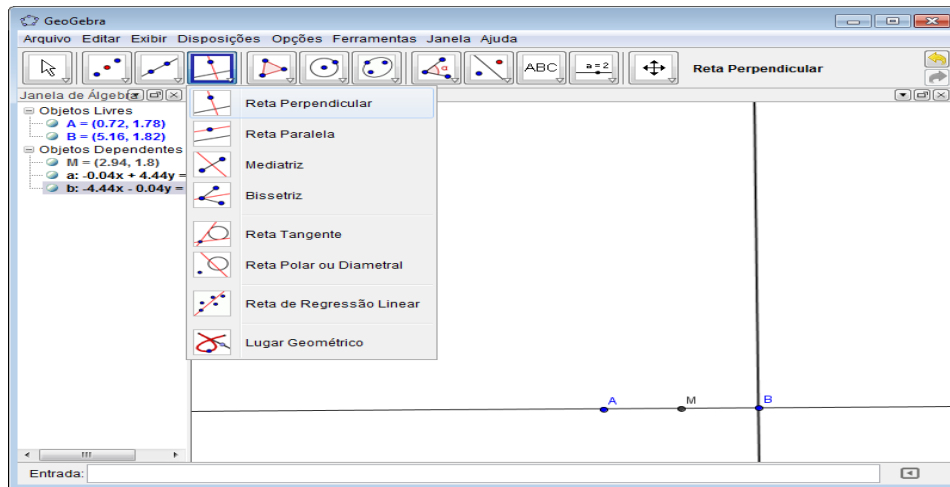 GeoGebra
Arquivo Editar Exibir Disposições Opções Ferramentas Janela Ajuda
ABC
a=2
Reta Perpendicular
Janela de Álgebra
Objetos Livres
A = (0.72, 1.78)
B = (5.16, 1.82)
Objetos Dependentes
M = (2.94, 1.8)
a: -0.04x + 4.44y =
b: -4.44x - 0.04y =
Reta Perpendicular
Reta Paralela
Mediatriz
Bissetriz
Reta Tangente
Reta Polar ou Diametral
Reta de Regressão Linear
Lugar Geométrico
A
M
B
Entrada: